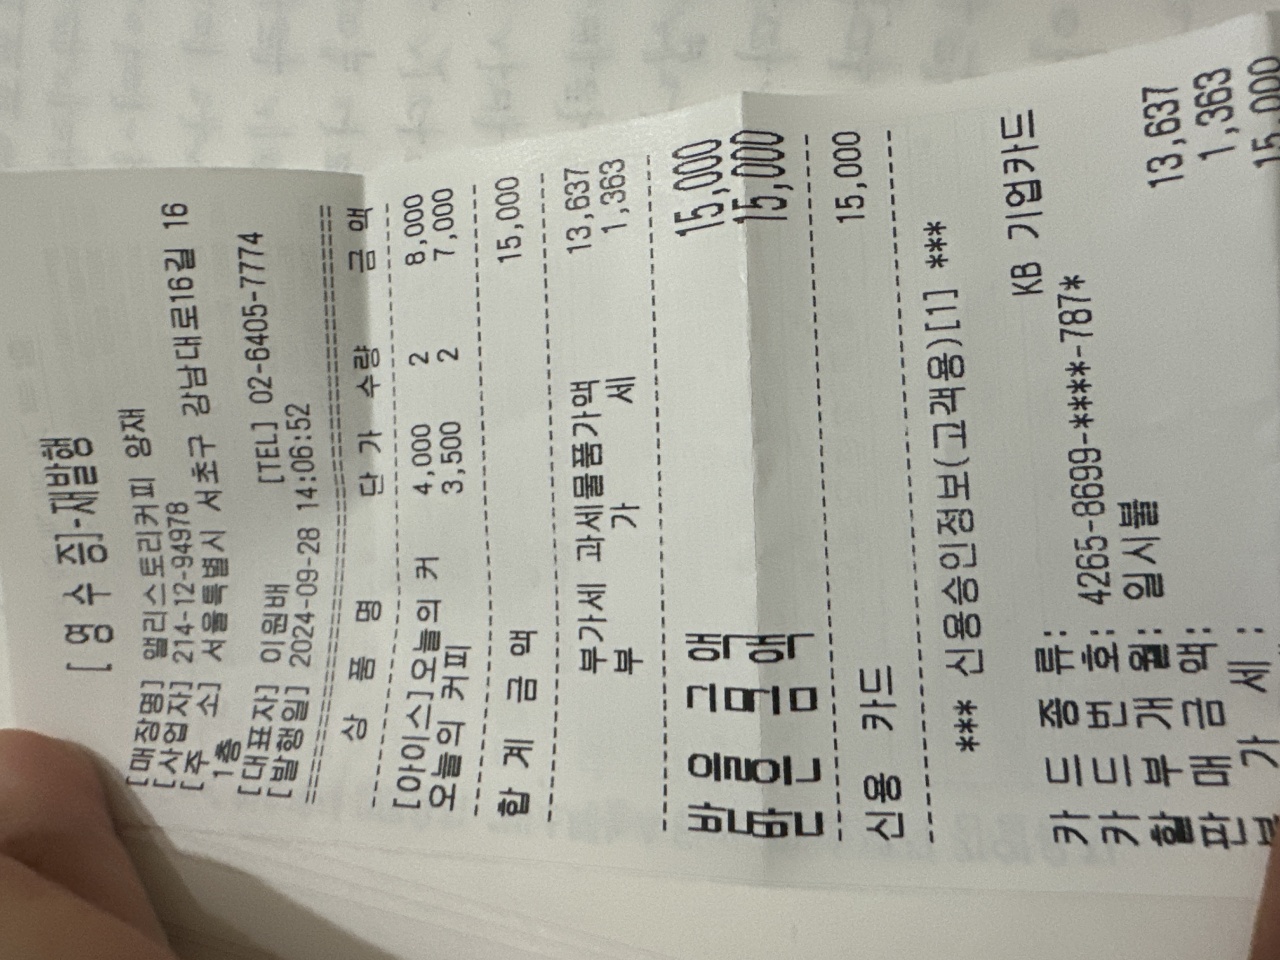 [ 영 수 증]-재발행
[매장명] 앨리스토리커피 양재
[사업자] 214-12-94978
[주 소] 서울특별시 서초구 강남대로16길 16
1층
[대표자] 이원배 [TEL] 02-6405-7774
[발행일] 2024-09-28 14:06:52
상 품 명 단 가 수량 금 액
[아이스]오늘의 커 4,000 2 8,000
오늘의 커피 3,500 2 7,000
합 계 금 액 15,000
부가세 과세물품가액 13,637
부 가 세 1,363
받을금액 15,000
받은금액 15,000
신용 카드 15,000
*** 신용승인정보(고객용)[1] ***
카 드 종 류: KB 기업카드
카 드 번 호: 4265-8699-****-787*
할 부 개 월: 일시불
판 매 금 액: 13,637
부 가 세 : 1,363
15,000